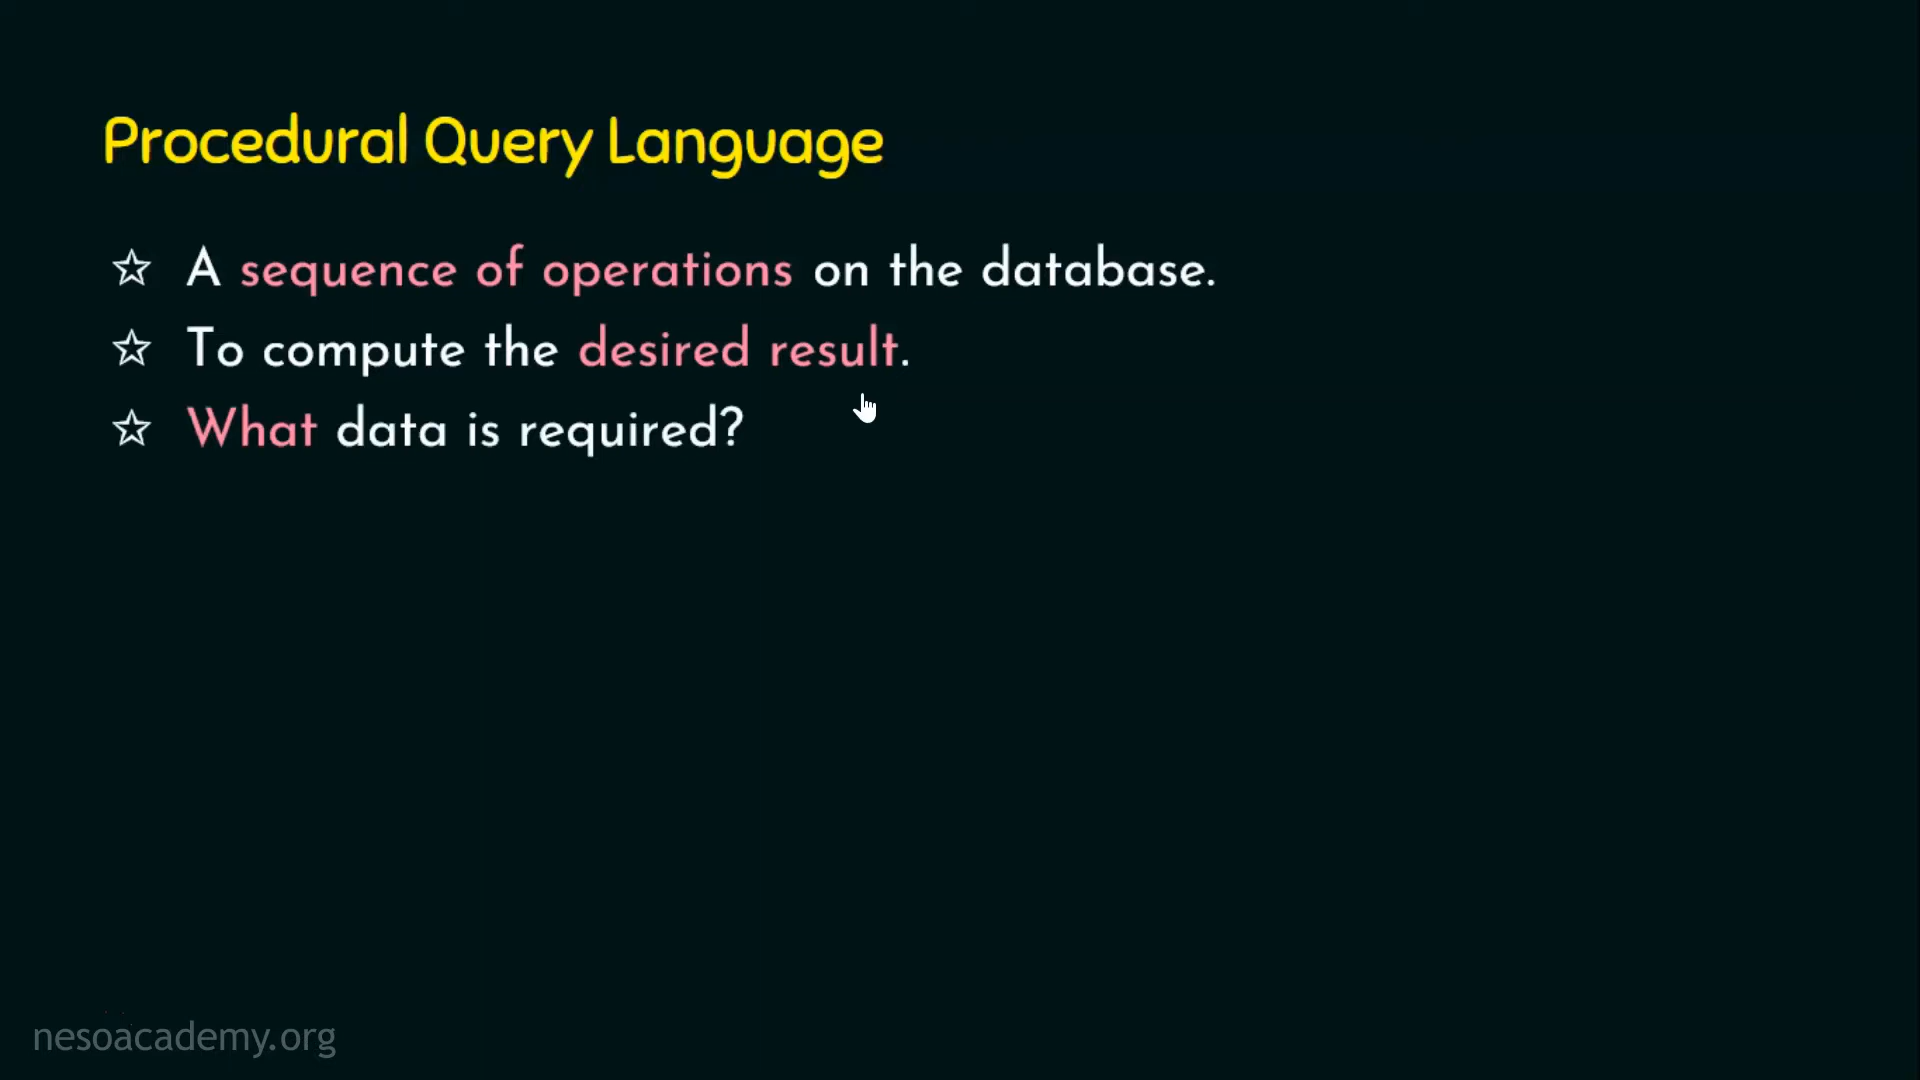 Procedural Query Language
☆ A sequence of operations on the database.
☆ To compute the desired result.
☆ What data is required?
nesoacademy.org